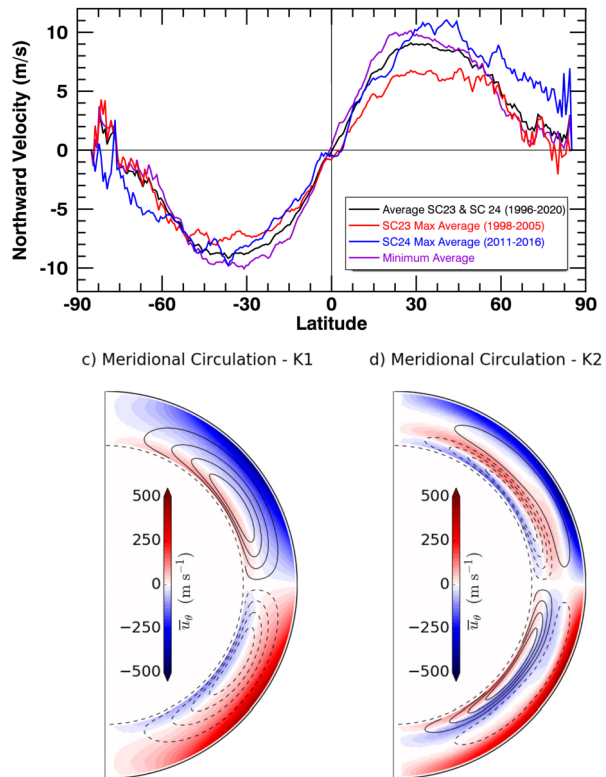 Northward Velocity (m/s)
10
5
0
-5
-10
Average SC23 & SC 24 (1996-2020)
SC23 Max Average (1998-2005)
SC24 Max Average (2011-2016)
Minimum Average
-90 -60 -30 0 30 60 90
Latitude
c) Meridional Circulation - K1
500
250
0
−250
−500
u̅θ (m s⁻¹)
d) Meridional Circulation - K2
500
250
0
−250
−500
u̅θ (m s⁻¹)